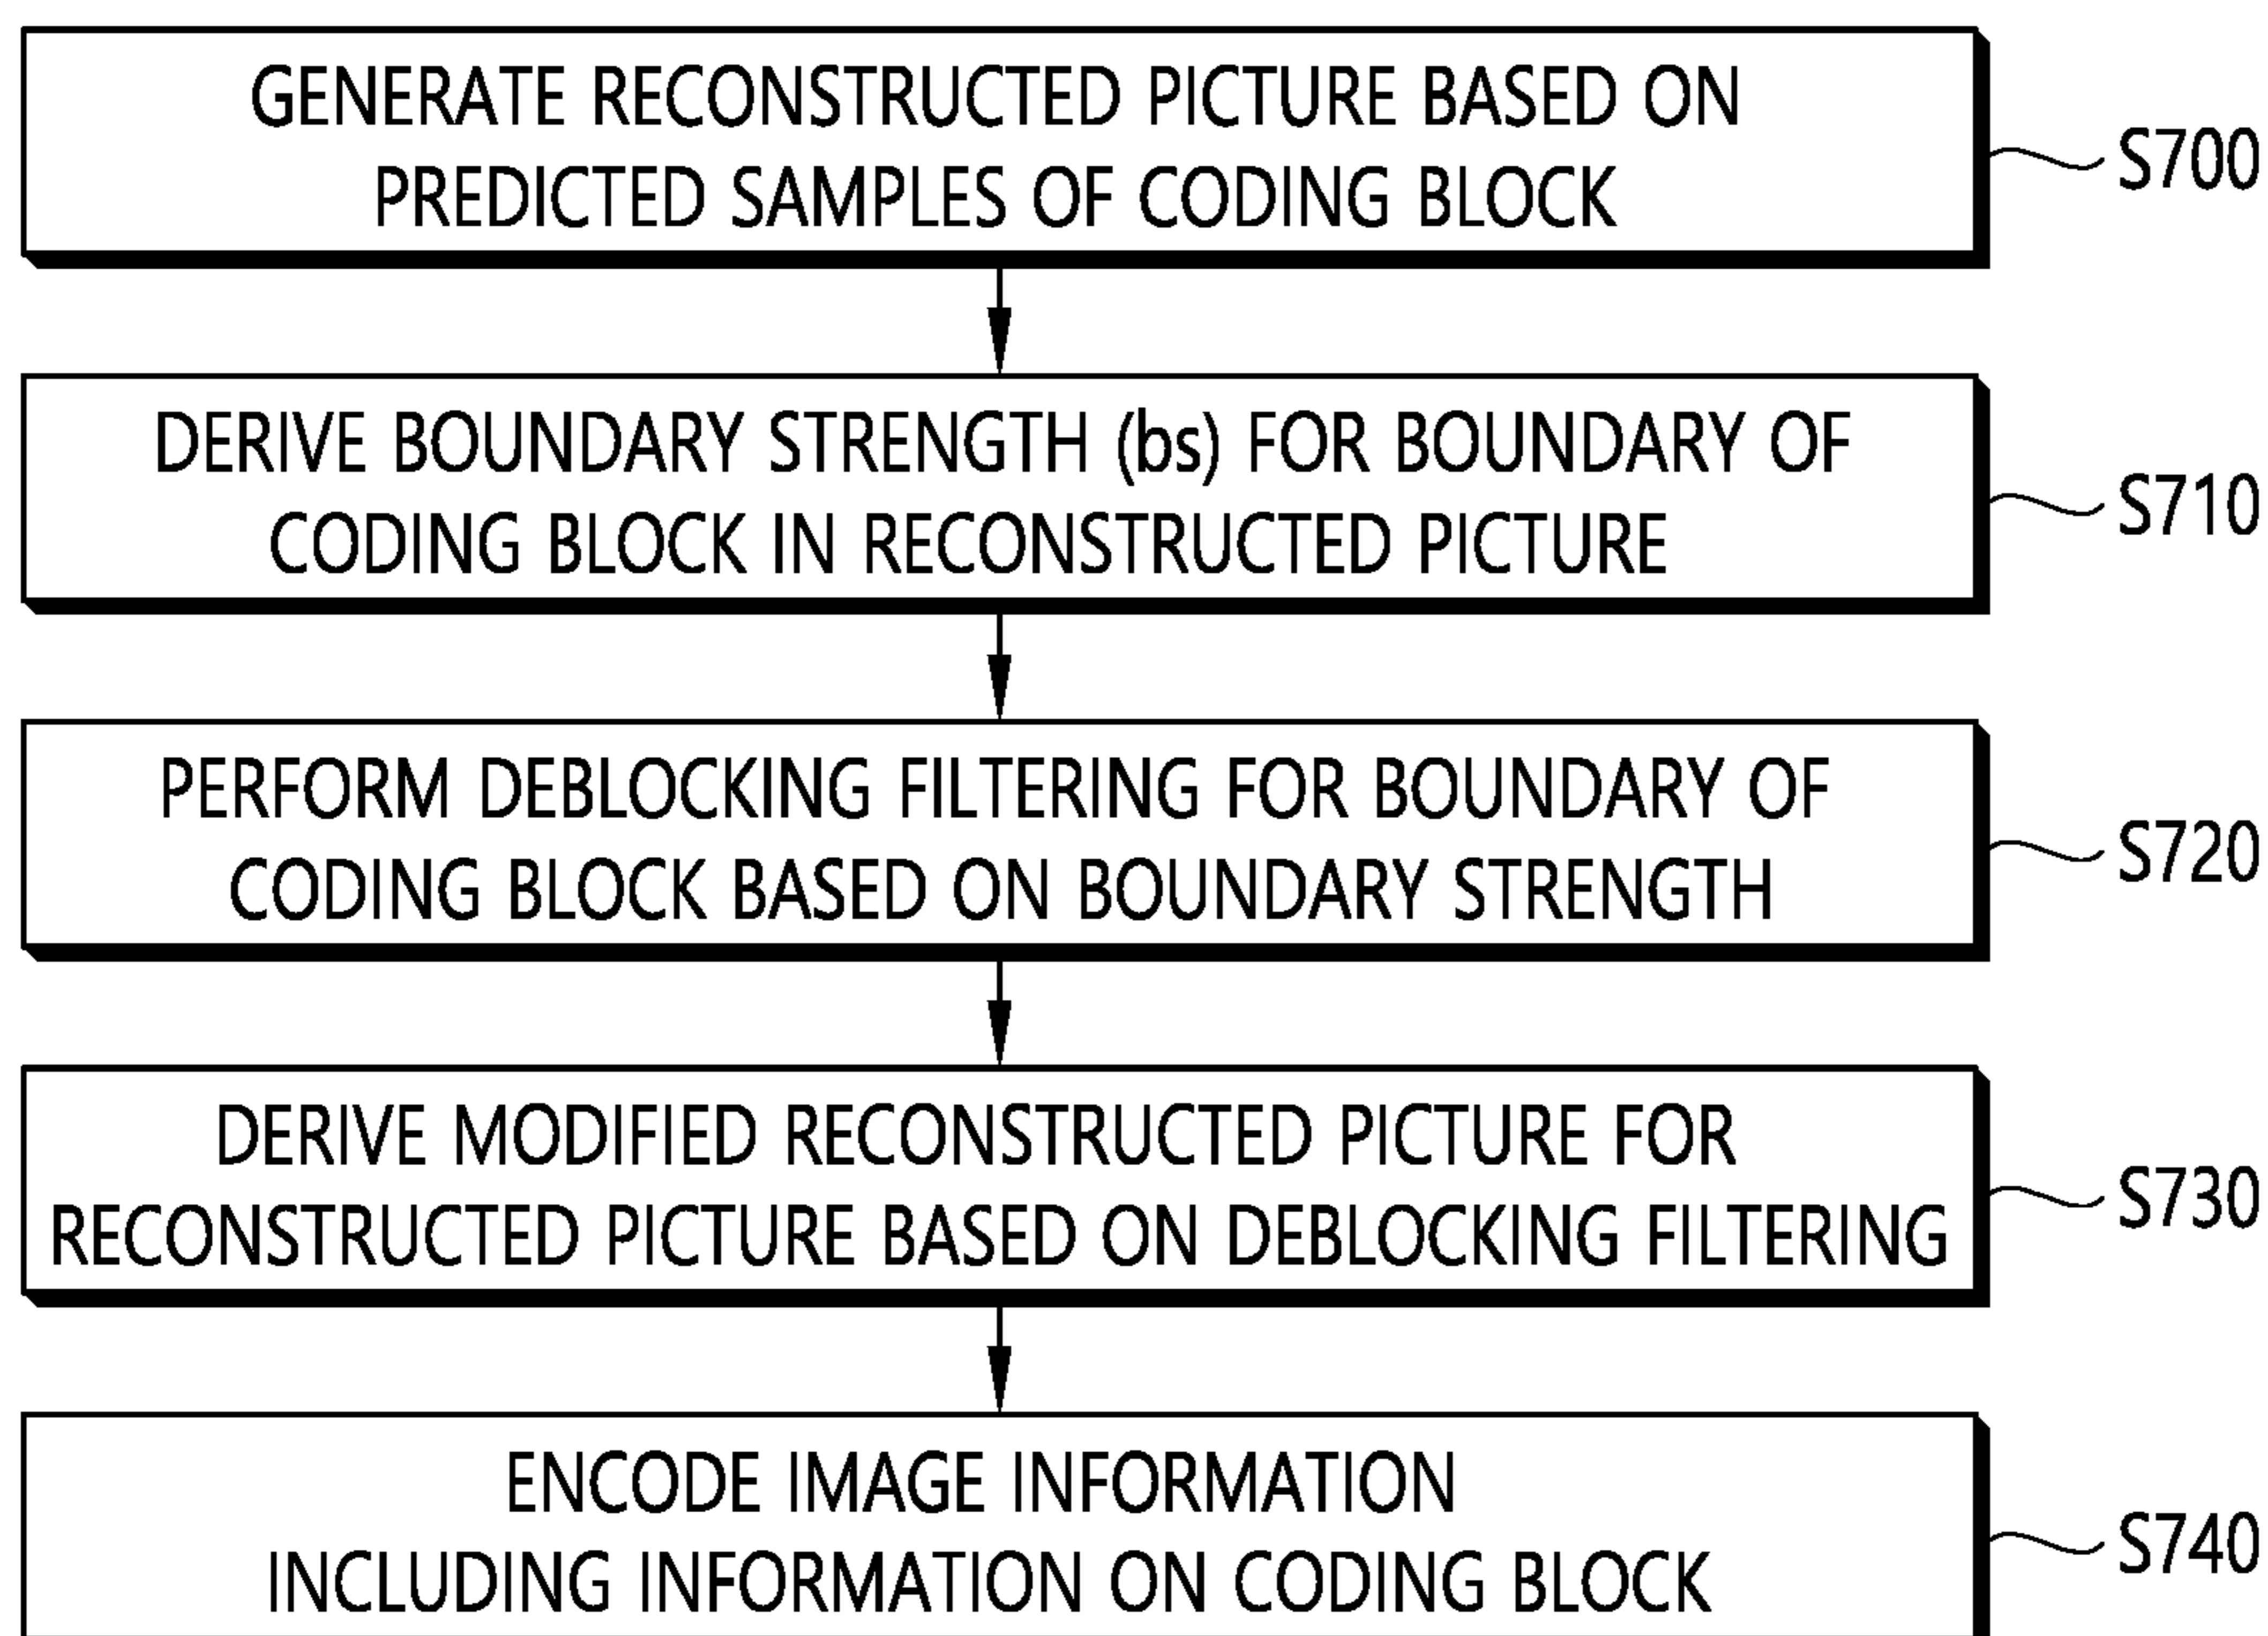 GENERATE RECONSTRUCTED PICTURE BASED ON
PREDICTED SAMPLES OF CODING BLOCK
S700
DERIVE BOUNDARY STRENGTH (bs) FOR BOUNDARY OF
CODING BLOCK IN RECONSTRUCTED PICTURE
S710
PERFORM DEBLOCKING FILTERING FOR BOUNDARY OF
CODING BLOCK BASED ON BOUNDARY STRENGTH
S720
DERIVE MODIFIED RECONSTRUCTED PICTURE FOR
RECONSTRUCTED PICTURE BASED ON DEBLOCKING FILTERING
S730
ENCODE IMAGE INFORMATION
INCLUDING INFORMATION ON CODING BLOCK
S740